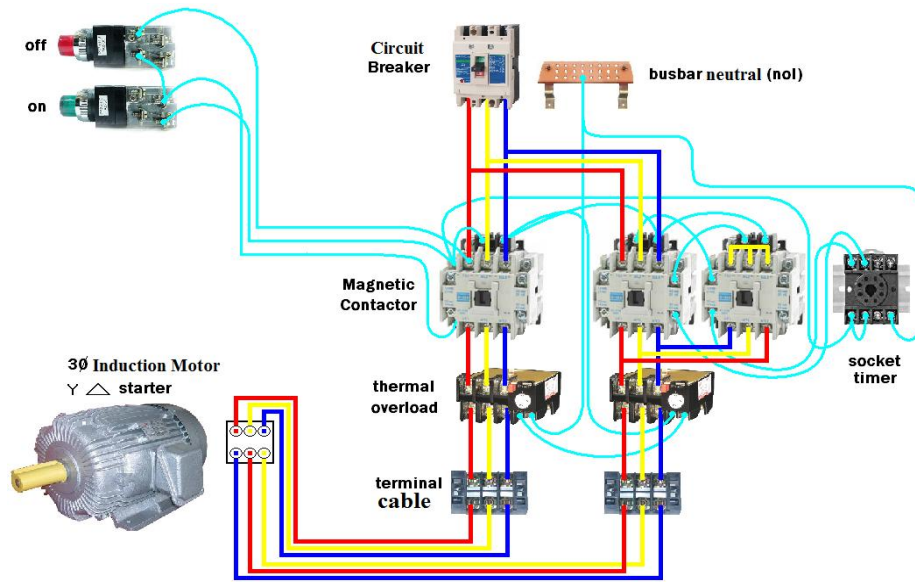 off
on
Circuit
Breaker
busbar neutral (nol)
Magnetic
Contactor
socket
timer
3Ø Induction Motor
Y △ starter
thermal
overload
terminal
cable